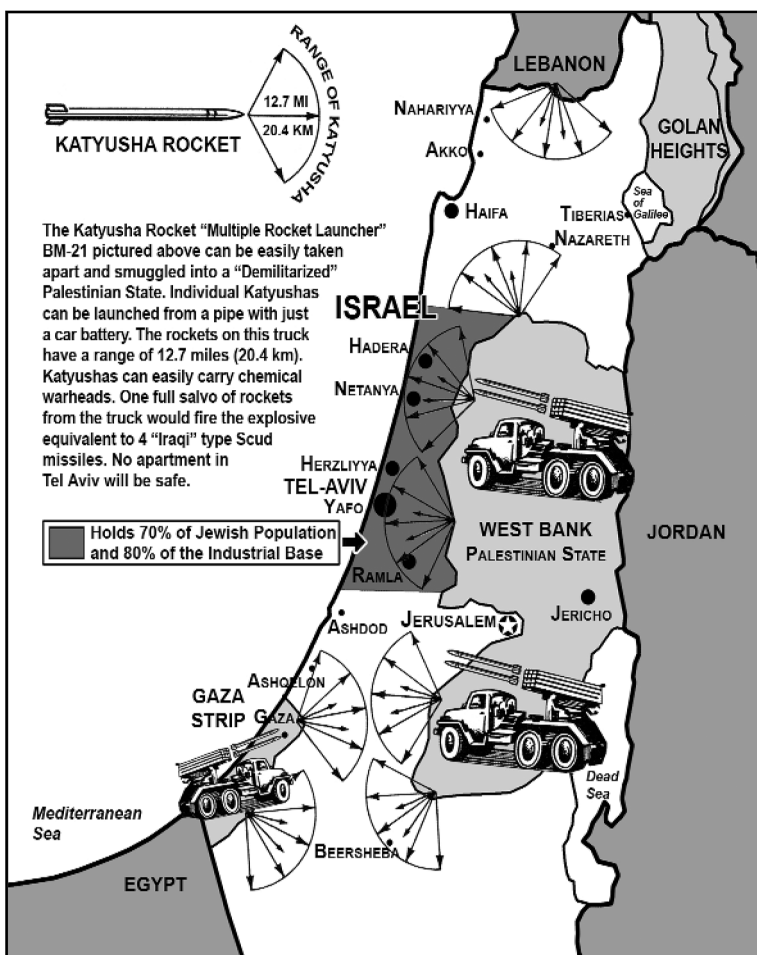 LEBANON
RANGE OF KATYUSHA
12.7 MI
20.4 KM
KATYUSHA ROCKET
NAHARIYYA
AKKO
GOLAN
HEIGHTS
Sea
of
Galilee
HAIFA
TIBERIAS
NAZARETH
The Katyusha Rocket “Multiple Rocket Launcher”
BM-21 pictured above can be easily taken
apart and smuggled into a “Demilitarized”
Palestinian State. Individual Katyushas
can be launched from a pipe with just
a car battery. The rockets on this truck
have a range of 12.7 miles (20.4 km).
Katyushas can easily carry chemical
warheads. One full salvo of rockets
from the truck would fire the explosive
equivalent to 4 “Iraqi” type Scud
missiles. No apartment in
Tel Aviv will be safe.
ISRAEL
HADERA
NETANYA
HERZLIYYA
TEL-AVIV
YAFO
Holds 70% of Jewish Population
and 80% of the Industrial Base
WEST BANK
PALESTINIAN STATE
JORDAN
RAMLA
JERUSALEM
JERICHO
ASHDOD
ASHQELON
GAZA
STRIP
GAZA
Dead
Sea
Mediterranean
Sea
BEERSHEBA
EGYPT